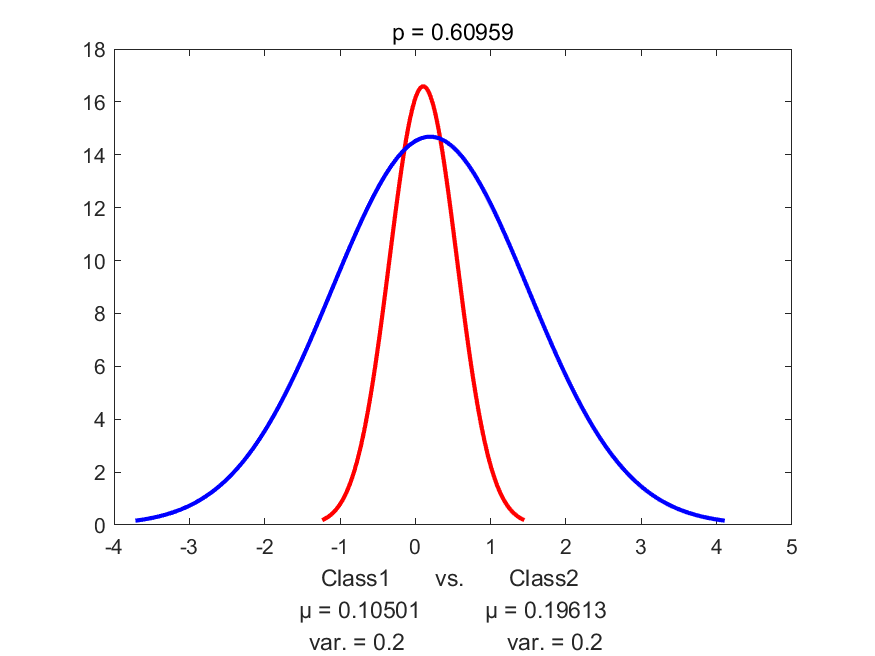 p = 0.60959
18
16
14
12
10
8
6
4
2
0
-4 -3 -2 -1 0 1 2 3 4 5
Class1 vs. Class2
μ = 0.10501 μ = 0.19613
var. = 0.2 var. = 0.2